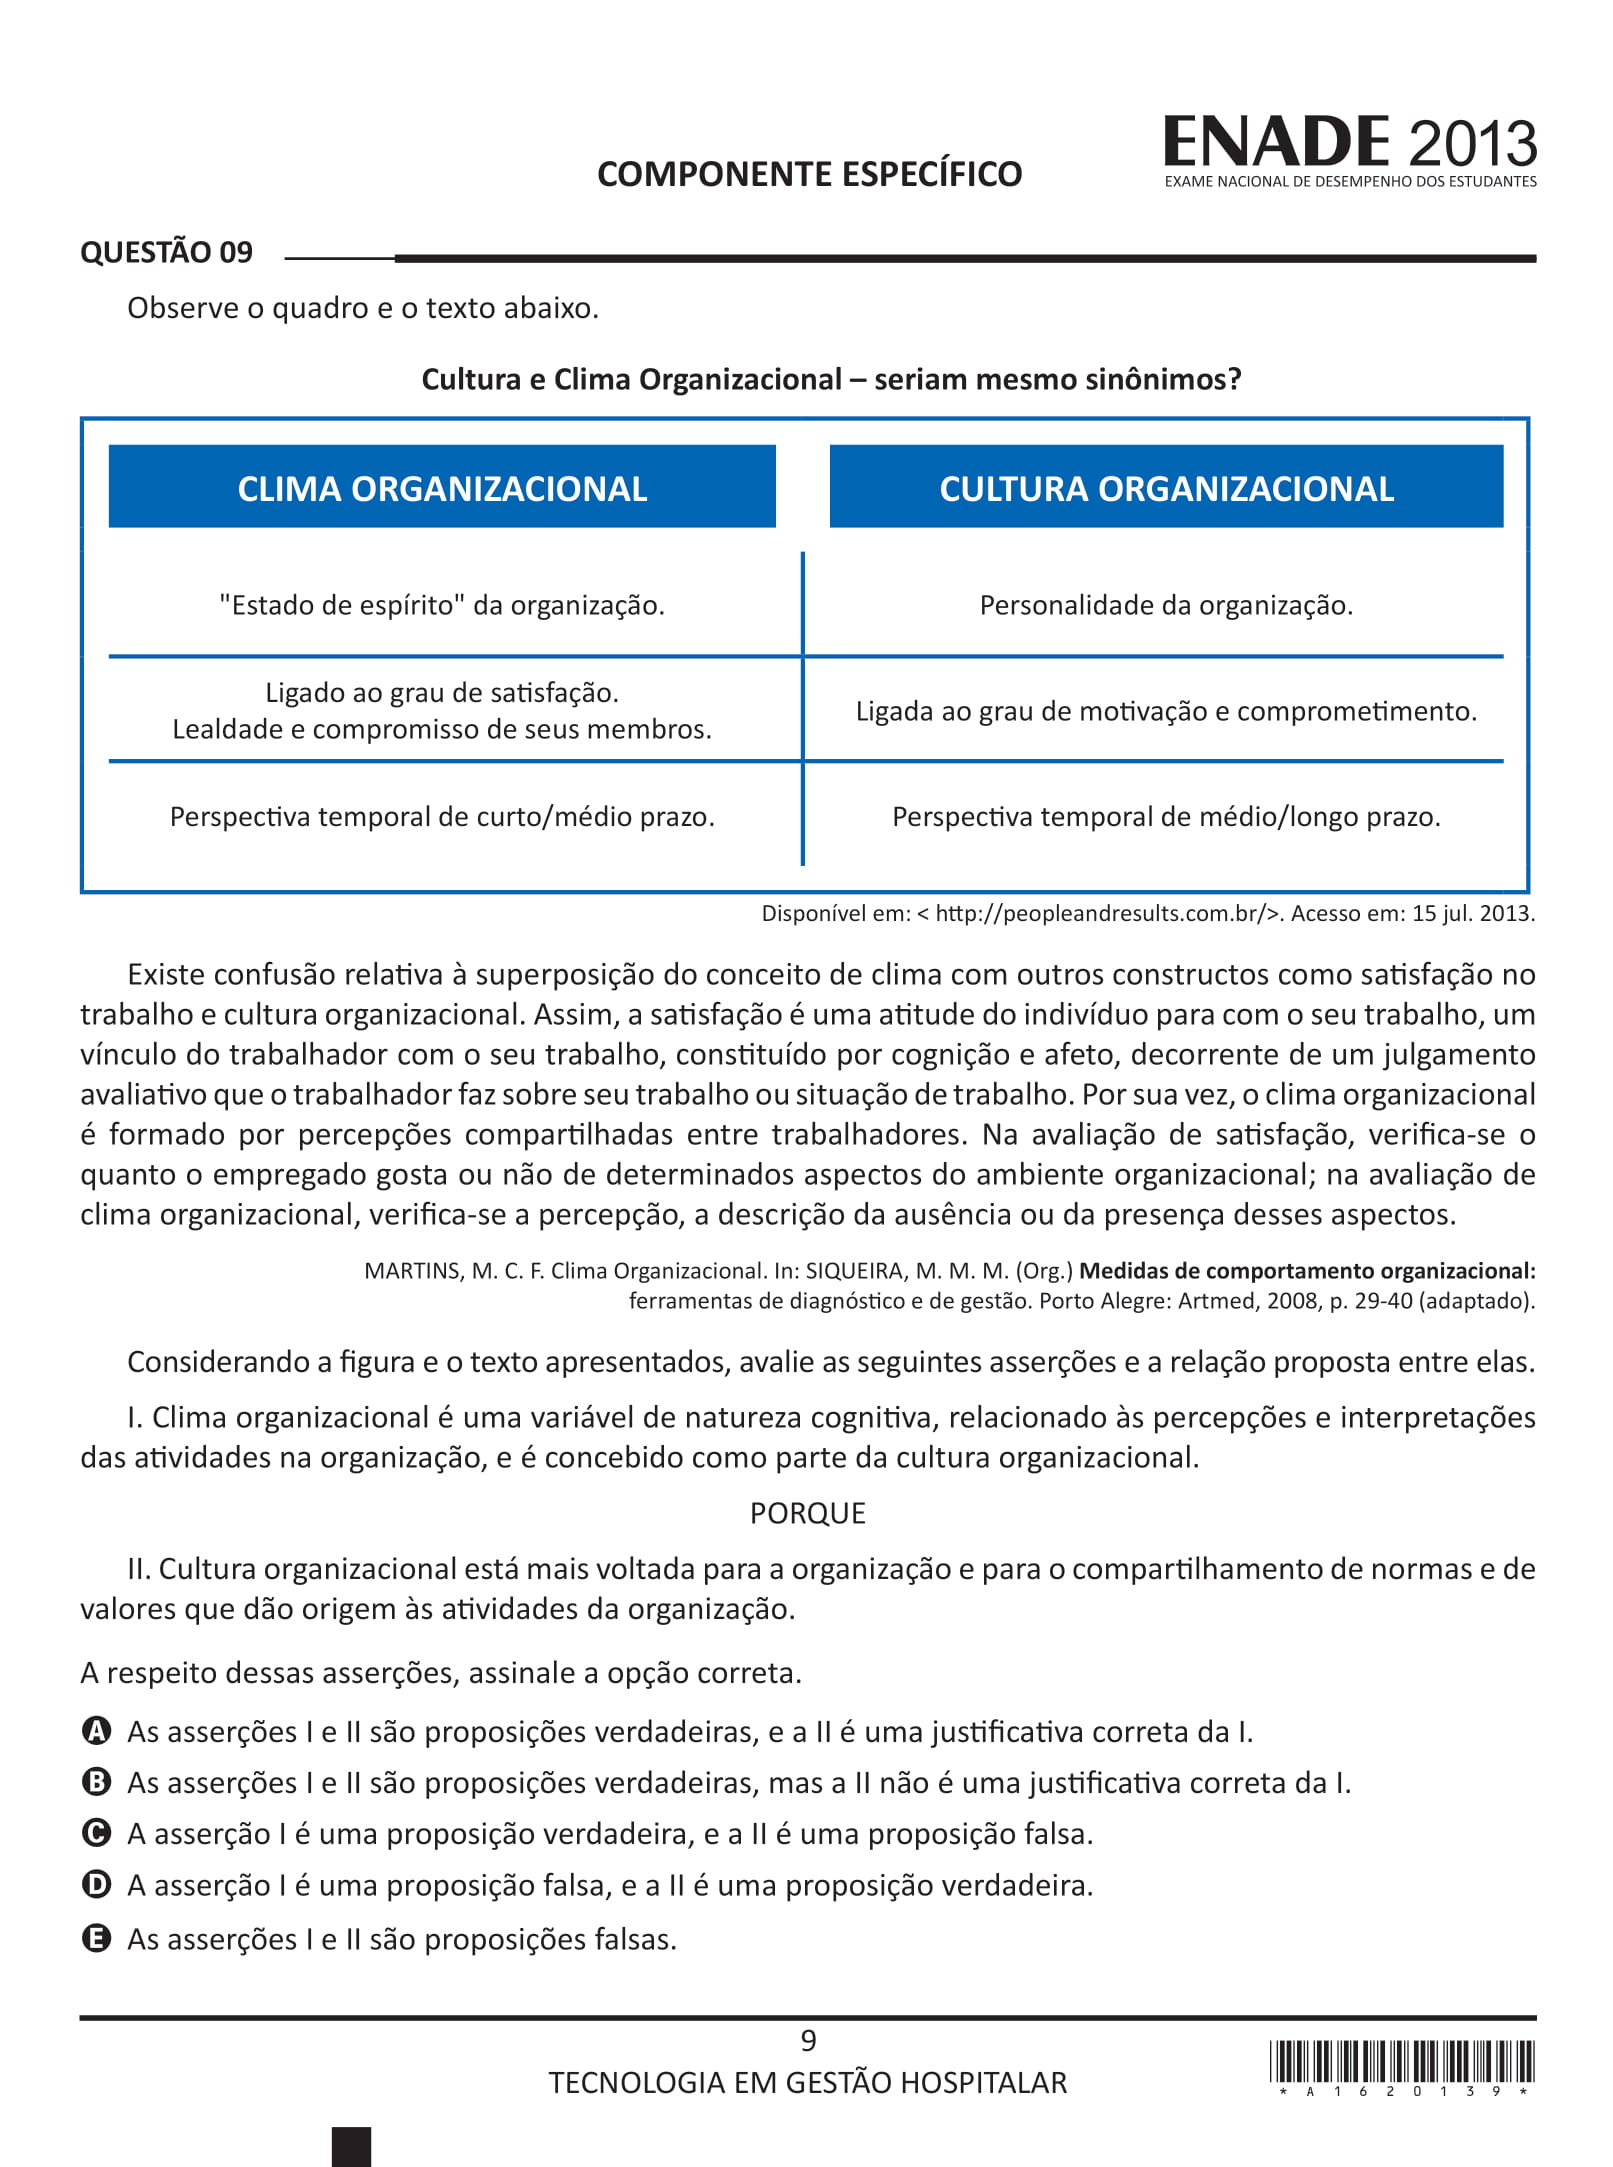 ENADE 2013
EXAME NACIONAL DE DESEMPENHO DOS ESTUDANTES
COMPONENTE ESPECÍFICO
QUESTÃO 09
Observe o quadro e o texto abaixo.
Cultura e Clima Organizacional – seriam mesmo sinônimos?
CLIMA ORGANIZACIONAL
CULTURA ORGANIZACIONAL
"Estado de espírito" da organização.
Personalidade da organização.
Ligado ao grau de satisfação.
Lealdade e compromisso de seus membros.
Ligada ao grau de motivação e comprometimento.
Perspectiva temporal de curto/médio prazo.
Perspectiva temporal de médio/longo prazo.
Disponível em: < http://peopleandresults.com.br/>. Acesso em: 15 jul. 2013.
Existe confusão relativa à superposição do conceito de clima com outros constructos como satisfação no
trabalho e cultura organizacional. Assim, a satisfação é uma atitude do indivíduo para com o seu trabalho, um
vínculo do trabalhador com o seu trabalho, constituído por cognição e afeto, decorrente de um julgamento
avaliativo que o trabalhador faz sobre seu trabalho ou situação de trabalho. Por sua vez, o clima organizacional
é formado por percepções compartilhadas entre trabalhadores. Na avaliação de satisfação, verifica-se o
quanto o empregado gosta ou não de determinados aspectos do ambiente organizacional; na avaliação de
clima organizacional, verifica-se a percepção, a descrição da ausência ou da presença desses aspectos.
MARTINS, M. C. F. Clima Organizacional. In: SIQUEIRA, M. M. M. (Org.) Medidas de comportamento organizacional:
ferramentas de diagnóstico e de gestão. Porto Alegre: Artmed, 2008, p. 29-40 (adaptado).
Considerando a figura e o texto apresentados, avalie as seguintes asserções e a relação proposta entre elas.
I. Clima organizacional é uma variável de natureza cognitiva, relacionado às percepções e interpretações
das atividades na organização, e é concebido como parte da cultura organizacional.
PORQUE
II. Cultura organizacional está mais voltada para a organização e para o compartilhamento de normas e de
valores que dão origem às atividades da organização.
A respeito dessas asserções, assinale a opção correta.
A As asserções I e II são proposições verdadeiras, e a II é uma justificativa correta da I.
B As asserções I e II são proposições verdadeiras, mas a II não é uma justificativa correta da I.
C A asserção I é uma proposição verdadeira, e a II é uma proposição falsa.
D A asserção I é uma proposição falsa, e a II é uma proposição verdadeira.
E As asserções I e II são proposições falsas.
9
TECNOLOGIA EM GESTÃO HOSPITALAR
* A 1 6 2 0 1 3 9 *